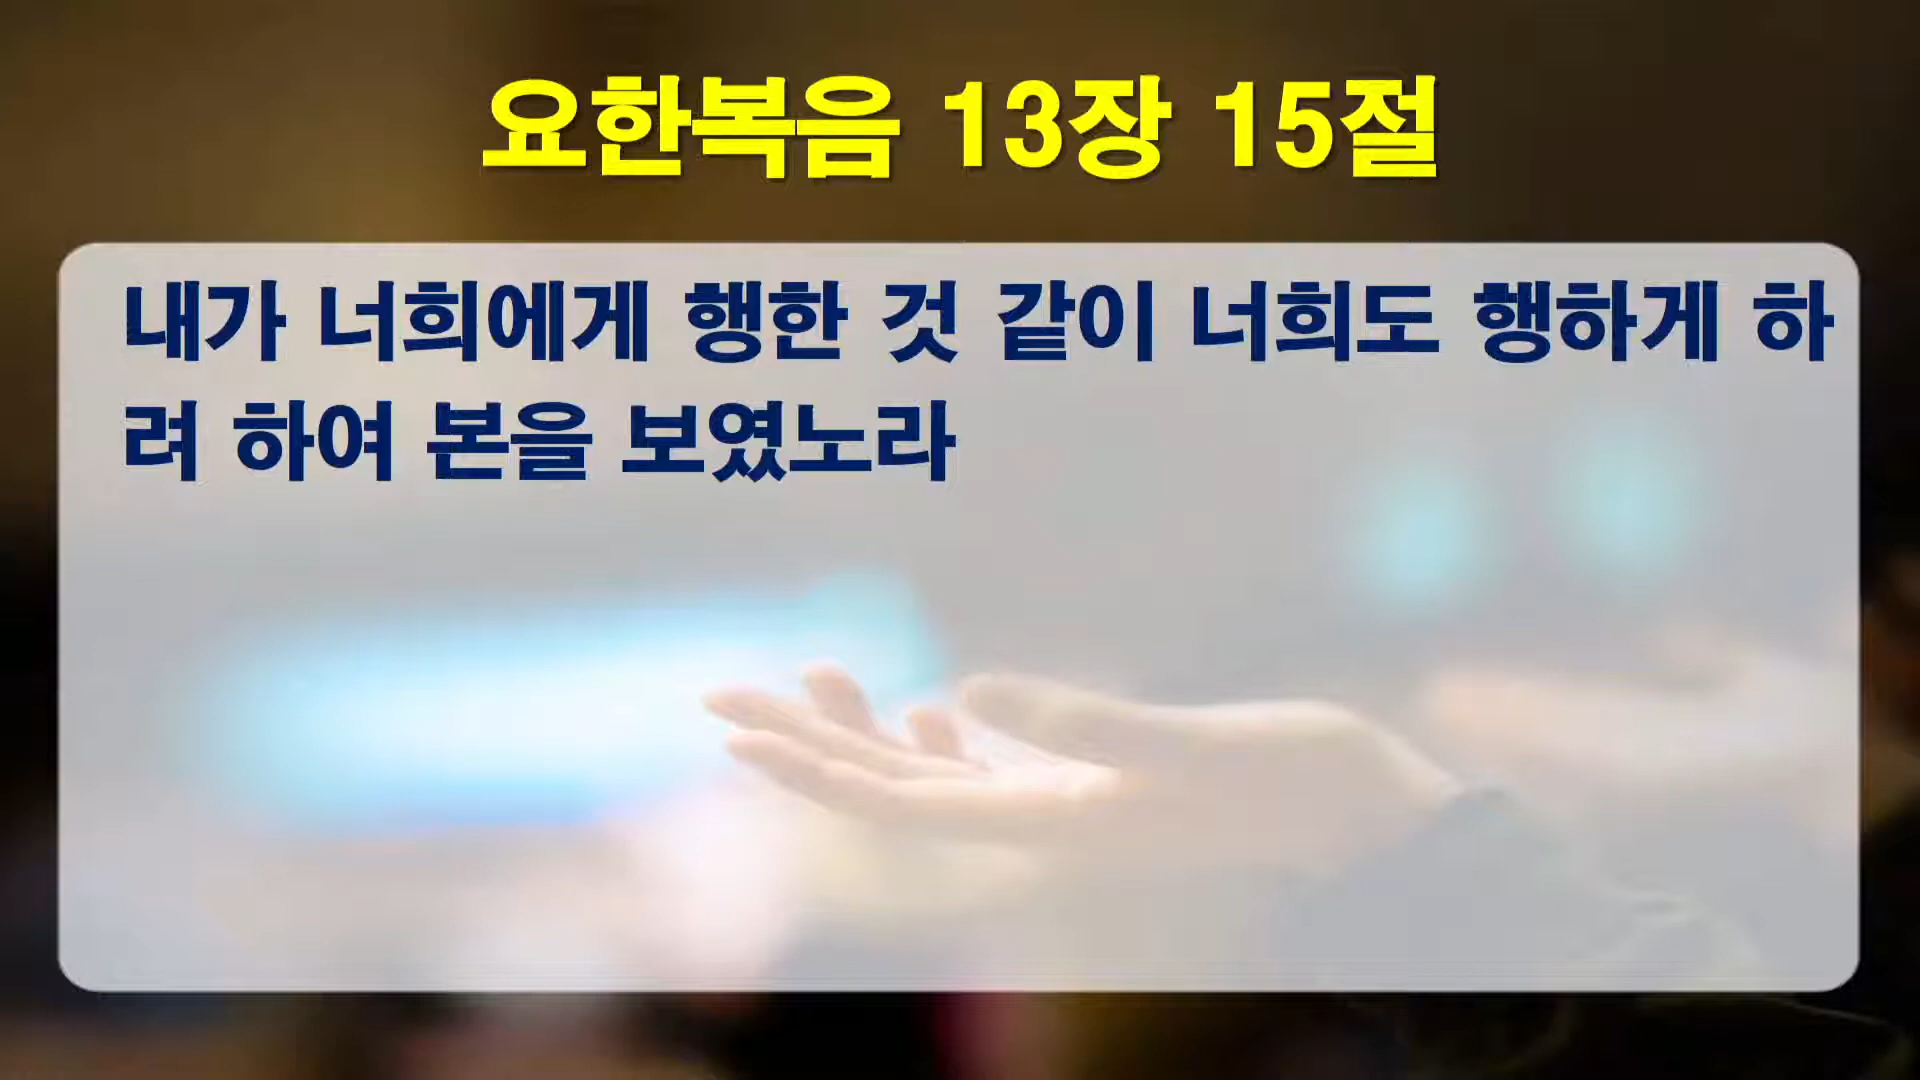 요한복음 13장 15절
내가 너희에게 행한 것 같이 너희도 행하게 하
려 하여 본을 보였노라